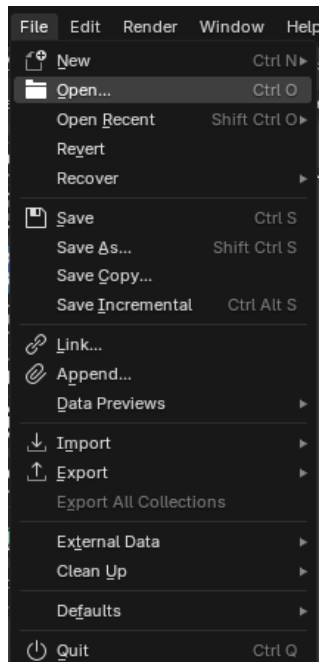 File Edit Render Window Help
New Ctrl N
Open... Ctrl O
Open Recent Shift Ctrl O
Revert
Recover
Save Ctrl S
Save As... Shift Ctrl S
Save Copy...
Save Incremental Ctrl Alt S
Link...
Append...
Data Previews
Import
Export
Export All Collections
External Data
Clean Up
Defaults
Quit Ctrl Q